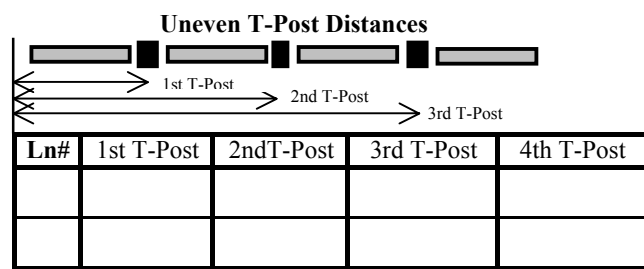 Uneven T-Post Distances
1st T-Post
2nd T-Post
3rd T-Post
Ln# 1st T-Post 2ndT-Post 3rd T-Post 4th T-Post